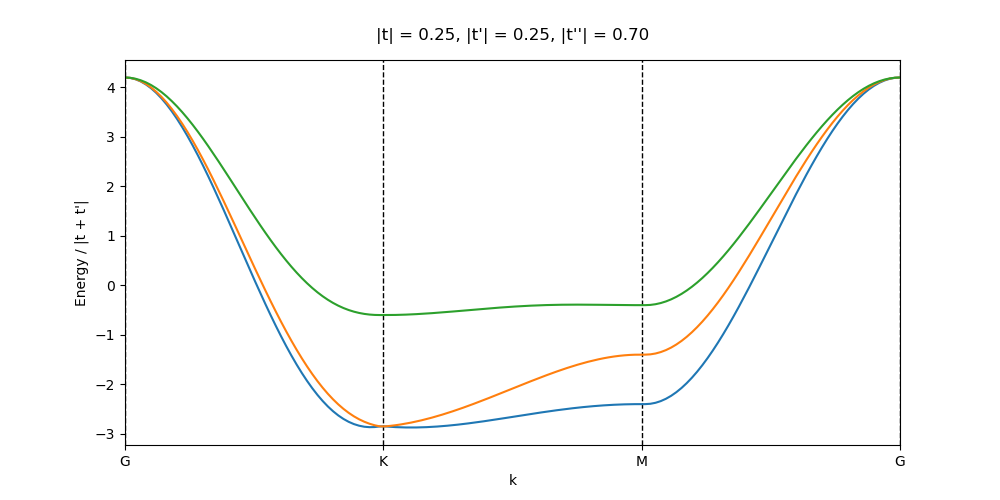 |t| = 0.25, |t'| = 0.25, |t''| = 0.70
Energy / |t + t'|
4
3
2
1
0
−1
−2
−3
G
K
M
G
k